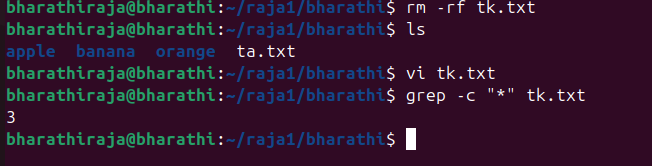 bharathiraja@bharathi:~/raja1/bharathi$ rm -rf tk.txt
bharathiraja@bharathi:~/raja1/bharathi$ ls
apple  banana  orange  ta.txt
bharathiraja@bharathi:~/raja1/bharathi$ vi tk.txt
bharathiraja@bharathi:~/raja1/bharathi$ grep -c "*" tk.txt
3
bharathiraja@bharathi:~/raja1/bharathi$